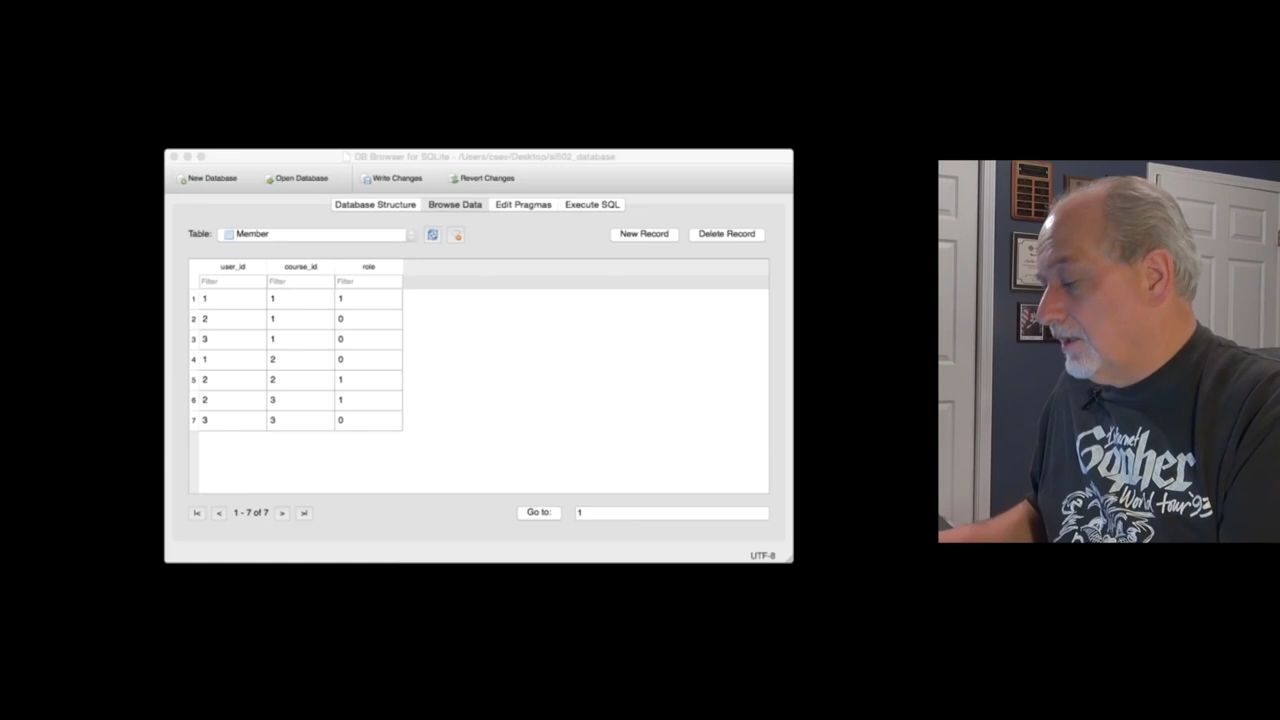 DB Browser for SQLite - /Users/csev/Desktop/si502_database
New Database Open Database Write Changes Revert Changes
Database Structure Browse Data Edit Pragmas Execute SQL
Table: Member New Record Delete Record
user_id course_id role
Filter Filter Filter
1 1 1 1
2 2 1 0
3 3 1 0
4 1 2 0
5 2 2 1
6 2 3 1
7 3 3 0
|< < 1 - 7 of 7 > >| Go to: 1
UTF-8
Internet
Gopher
World tour '93